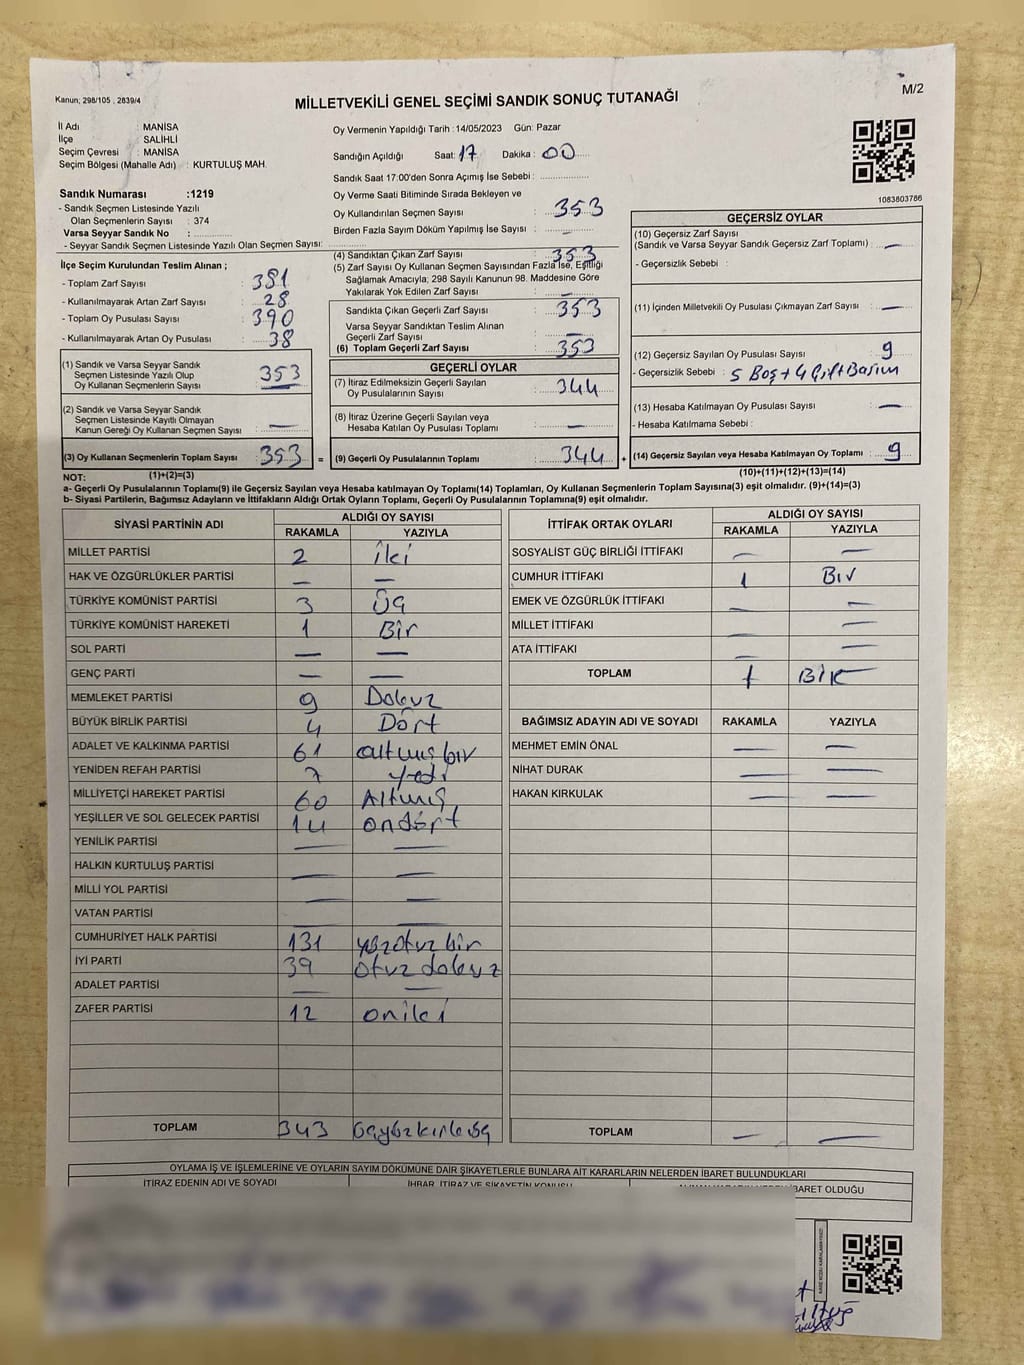 Kanun; 298/105 , 2839/4
MİLLETVEKİLİ GENEL SEÇİMİ SANDIK SONUÇ TUTANAĞI
M/2
İl Adı : MANİSA
İlçe : SALİHLİ
Seçim Çevresi : MANİSA
Seçim Bölgesi (Mahalle Adı) : KURTULUŞ MAH.
Oy Vermenin Yapıldığı Tarih :14/05/2023 Gün: Pazar
Sandığın Açıldığı Saat: 17 Dakika : 00
Sandık Saat 17:00'den Sonra Açımış İse Sebebi :
Sandık Numarası :1219
- Sandık Seçmen Listesinde Yazılı
Olan Seçmenlerin Sayısı : 374
Varsa Seyyar Sandık No :
- Seyyar Sandık Seçmen Listesinde Yazılı Olan Seçmen Sayısı:
Oy Verme Saati Bitiminde Sırada Bekleyen ve
Oy Kullandırılan Seçmen Sayısı : 353
Birden Fazla Sayım Döküm Yapılmış İse Sayısı : —
1083803786
İlçe Seçim Kurulundan Teslim Alınan ;
- Toplam Zarf Sayısı : 381
- Kullanılmayarak Artan Zarf Sayısı : 28
- Toplam Oy Pusulası Sayısı : 390
- Kullanılmayarak Artan Oy Pusulası : 38
(4) Sandıktan Çıkan Zarf Sayısı : 353
(5) Zarf Sayısı Oy Kullanan Seçmen Sayısından Fazla İse, Eşitliği
Sağlamak Amacıyla; 298 Sayılı Kanunun 98. Maddesine Göre
Yakılarak Yok Edilen Zarf Sayısı : —
Sandıkta Çıkan Geçerli Zarf Sayısı : 353
Varsa Seyyar Sandıktan Teslim Alınan
Geçerli Zarf Sayısı : —
(6) Toplam Geçerli Zarf Sayısı : 353
GEÇERSİZ OYLAR
(10) Geçersiz Zarf Sayısı
(Sandık ve Varsa Seyyar Sandık Geçersiz Zarf Toplamı) : —
- Geçersizlik Sebebi :
(11) İçinden Milletvekili Oy Pusulası Çıkmayan Zarf Sayısı : —
(12) Geçersiz Sayılan Oy Pusulası Sayısı : 9
- Geçersizlik Sebebi : 5 Boş + 4 Çift Basım
(13) Hesaba Katılmayan Oy Pusulası Sayısı : —
- Hesaba Katılmama Sebebi :
(14) Geçersiz Sayılan veya Hesaba Katılmayan Oy Toplamı : 9
(10)+(11)+(12)+(13)=(14)
(1) Sandık ve Varsa Seyyar Sandık
Seçmen Listesinde Yazılı Olup
Oy Kullanan Seçmenlerin Sayısı : 353
(2) Sandık ve Varsa Seyyar Sandık
Seçmen Listesinde Kayıtlı Olmayan
Kanun Gereği Oy Kullanan Seçmen Sayısı : —
(3) Oy Kullanan Seçmenlerin Toplam Sayısı : 353 =
(1)+(2)=(3)
GEÇERLİ OYLAR
(7) İtiraz Edilmeksizin Geçerli Sayılan
Oy Pusulalarının Sayısı : 344
(8) İtiraz Üzerine Geçerli Sayılan veya
Hesaba Katılan Oy Pusulası Toplamı : —
(9) Geçerli Oy Pusulalarının Toplamı : 344 +
NOT:
a- Geçerli Oy Pusulalarının Toplamı(9) ile Geçersiz Sayılan veya Hesaba katılmayan Oy Toplamı(14) Toplamları, Oy Kullanan Seçmenlerin Toplam Sayısına(3) eşit olmalıdır. (9)+(14)=(3)
b- Siyasi Partilerin, Bağımsız Adayların ve İttifakların Aldığı Ortak Oyların Toplamı, Geçerli Oy Pusulalarının Toplamına(9) eşit olmalıdır.
SİYASİ PARTİNİN ADI ALDIĞI OY SAYISI
RAKAMLA YAZIYLA
MİLLET PARTİSİ 2 iki
HAK VE ÖZGÜRLÜKLER PARTİSİ — —
TÜRKİYE KOMÜNİST PARTİSİ 3 Üç
TÜRKİYE KOMÜNİST HAREKETİ 1 Bir
SOL PARTİ — —
GENÇ PARTİ — —
MEMLEKET PARTİSİ 9 Dokuz
BÜYÜK BİRLİK PARTİSİ 4 Dört
ADALET VE KALKINMA PARTİSİ 61 altmış bir
YENİDEN REFAH PARTİSİ 7 yedi
MİLLİYETÇİ HAREKET PARTİSİ 60 Altmış
YEŞİLLER VE SOL GELECEK PARTİSİ 14 ondört
YENİLİK PARTİSİ — —
HALKIN KURTULUŞ PARTİSİ — —
MİLLİ YOL PARTİSİ — —
VATAN PARTİSİ — —
CUMHURİYET HALK PARTİSİ 131 yüzotuz bir
İYİ PARTİ 39 otuz dokuz
ADALET PARTİSİ — —
ZAFER PARTİSİ 12 oniki
TOPLAM 343 üçyüzkırküç
İTTİFAK ORTAK OYLARI ALDIĞI OY SAYISI
RAKAMLA YAZIYLA
SOSYALİST GÜÇ BİRLİĞİ İTTİFAKI — —
CUMHUR İTTİFAKI 1 Bir
EMEK VE ÖZGÜRLÜK İTTİFAKI — —
MİLLET İTTİFAKI — —
ATA İTTİFAKI — —
TOPLAM 1 BİR
BAĞIMSIZ ADAYIN ADI VE SOYADI RAKAMLA YAZIYLA
MEHMET EMİN ÖNAL — —
NİHAT DURAK — —
HAKAN KIRKULAK — —
TOPLAM — —
OYLAMA İŞ VE İŞLEMLERİNE VE OYLARIN SAYIM DÖKÜMÜNE DAİR ŞİKAYETLERLE BUNLARA AİT KARARLARIN NELERDEN İBARET BULUNDUKLARI
İTİRAZ EDENİN ADI VE SOYADI İHBAR, İTİRAZ VE ŞİKAYETİN KONUSU İBARET OLDUĞU